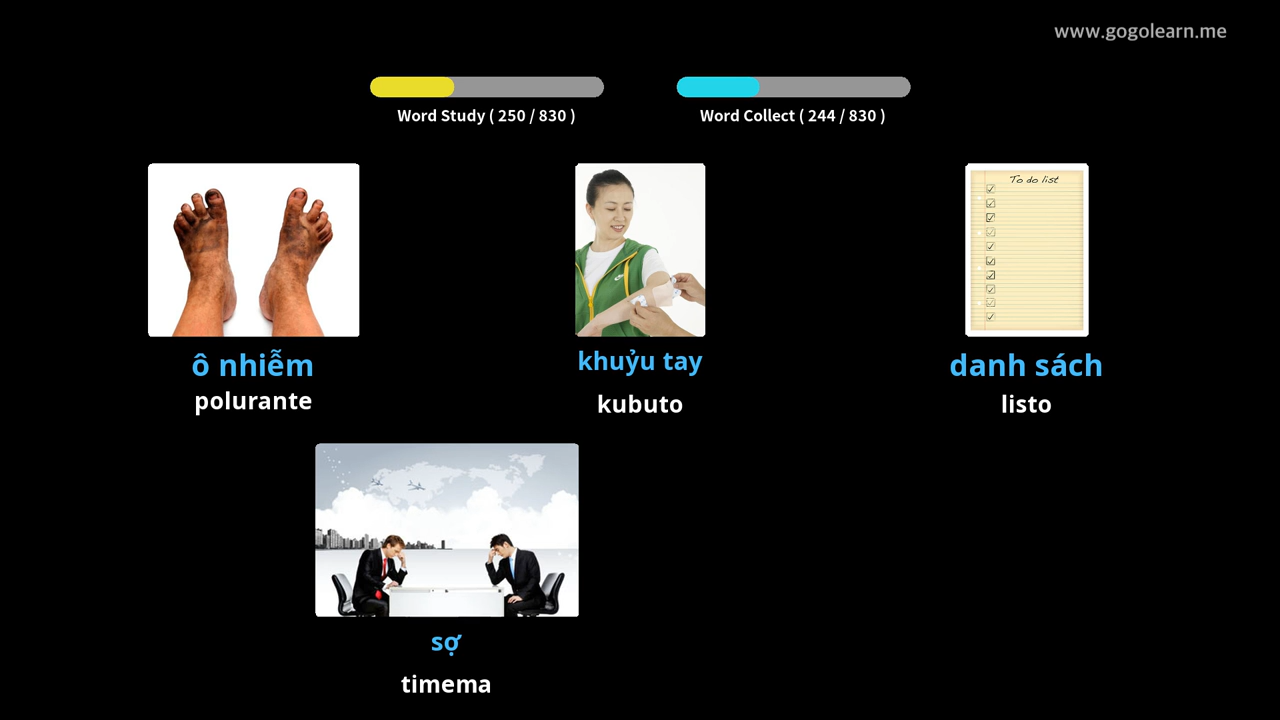 www.gogolearn.me
Word Study ( 250 / 830 )
Word Collect ( 244 / 830 )
To do list
ô nhiễm
polurante
khuỷu tay
kubuto
danh sách
listo
sợ
timema